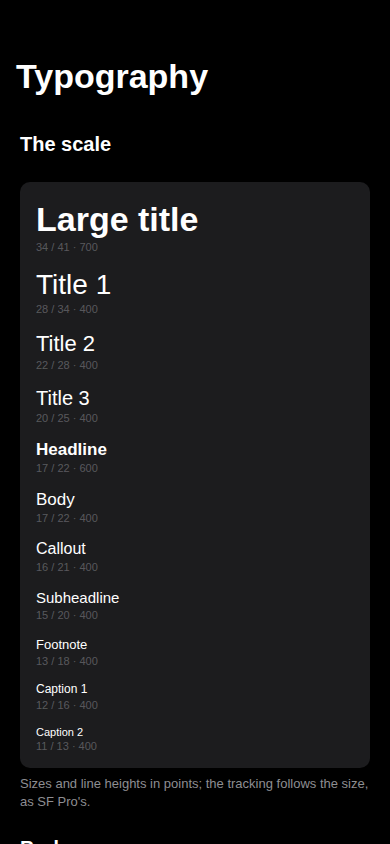 Typography
The scale
Large title
34 / 41 · 700
Title 1
28 / 34 · 400
Title 2
22 / 28 · 400
Title 3
20 / 25 · 400
Headline
17 / 22 · 600
Body
17 / 22 · 400
Callout
16 / 21 · 400
Subheadline
15 / 20 · 400
Footnote
13 / 18 · 400
Caption 1
12 / 16 · 400
Caption 2
11 / 13 · 400
Sizes and line heights in points; the tracking follows the size,
as SF Pro's.